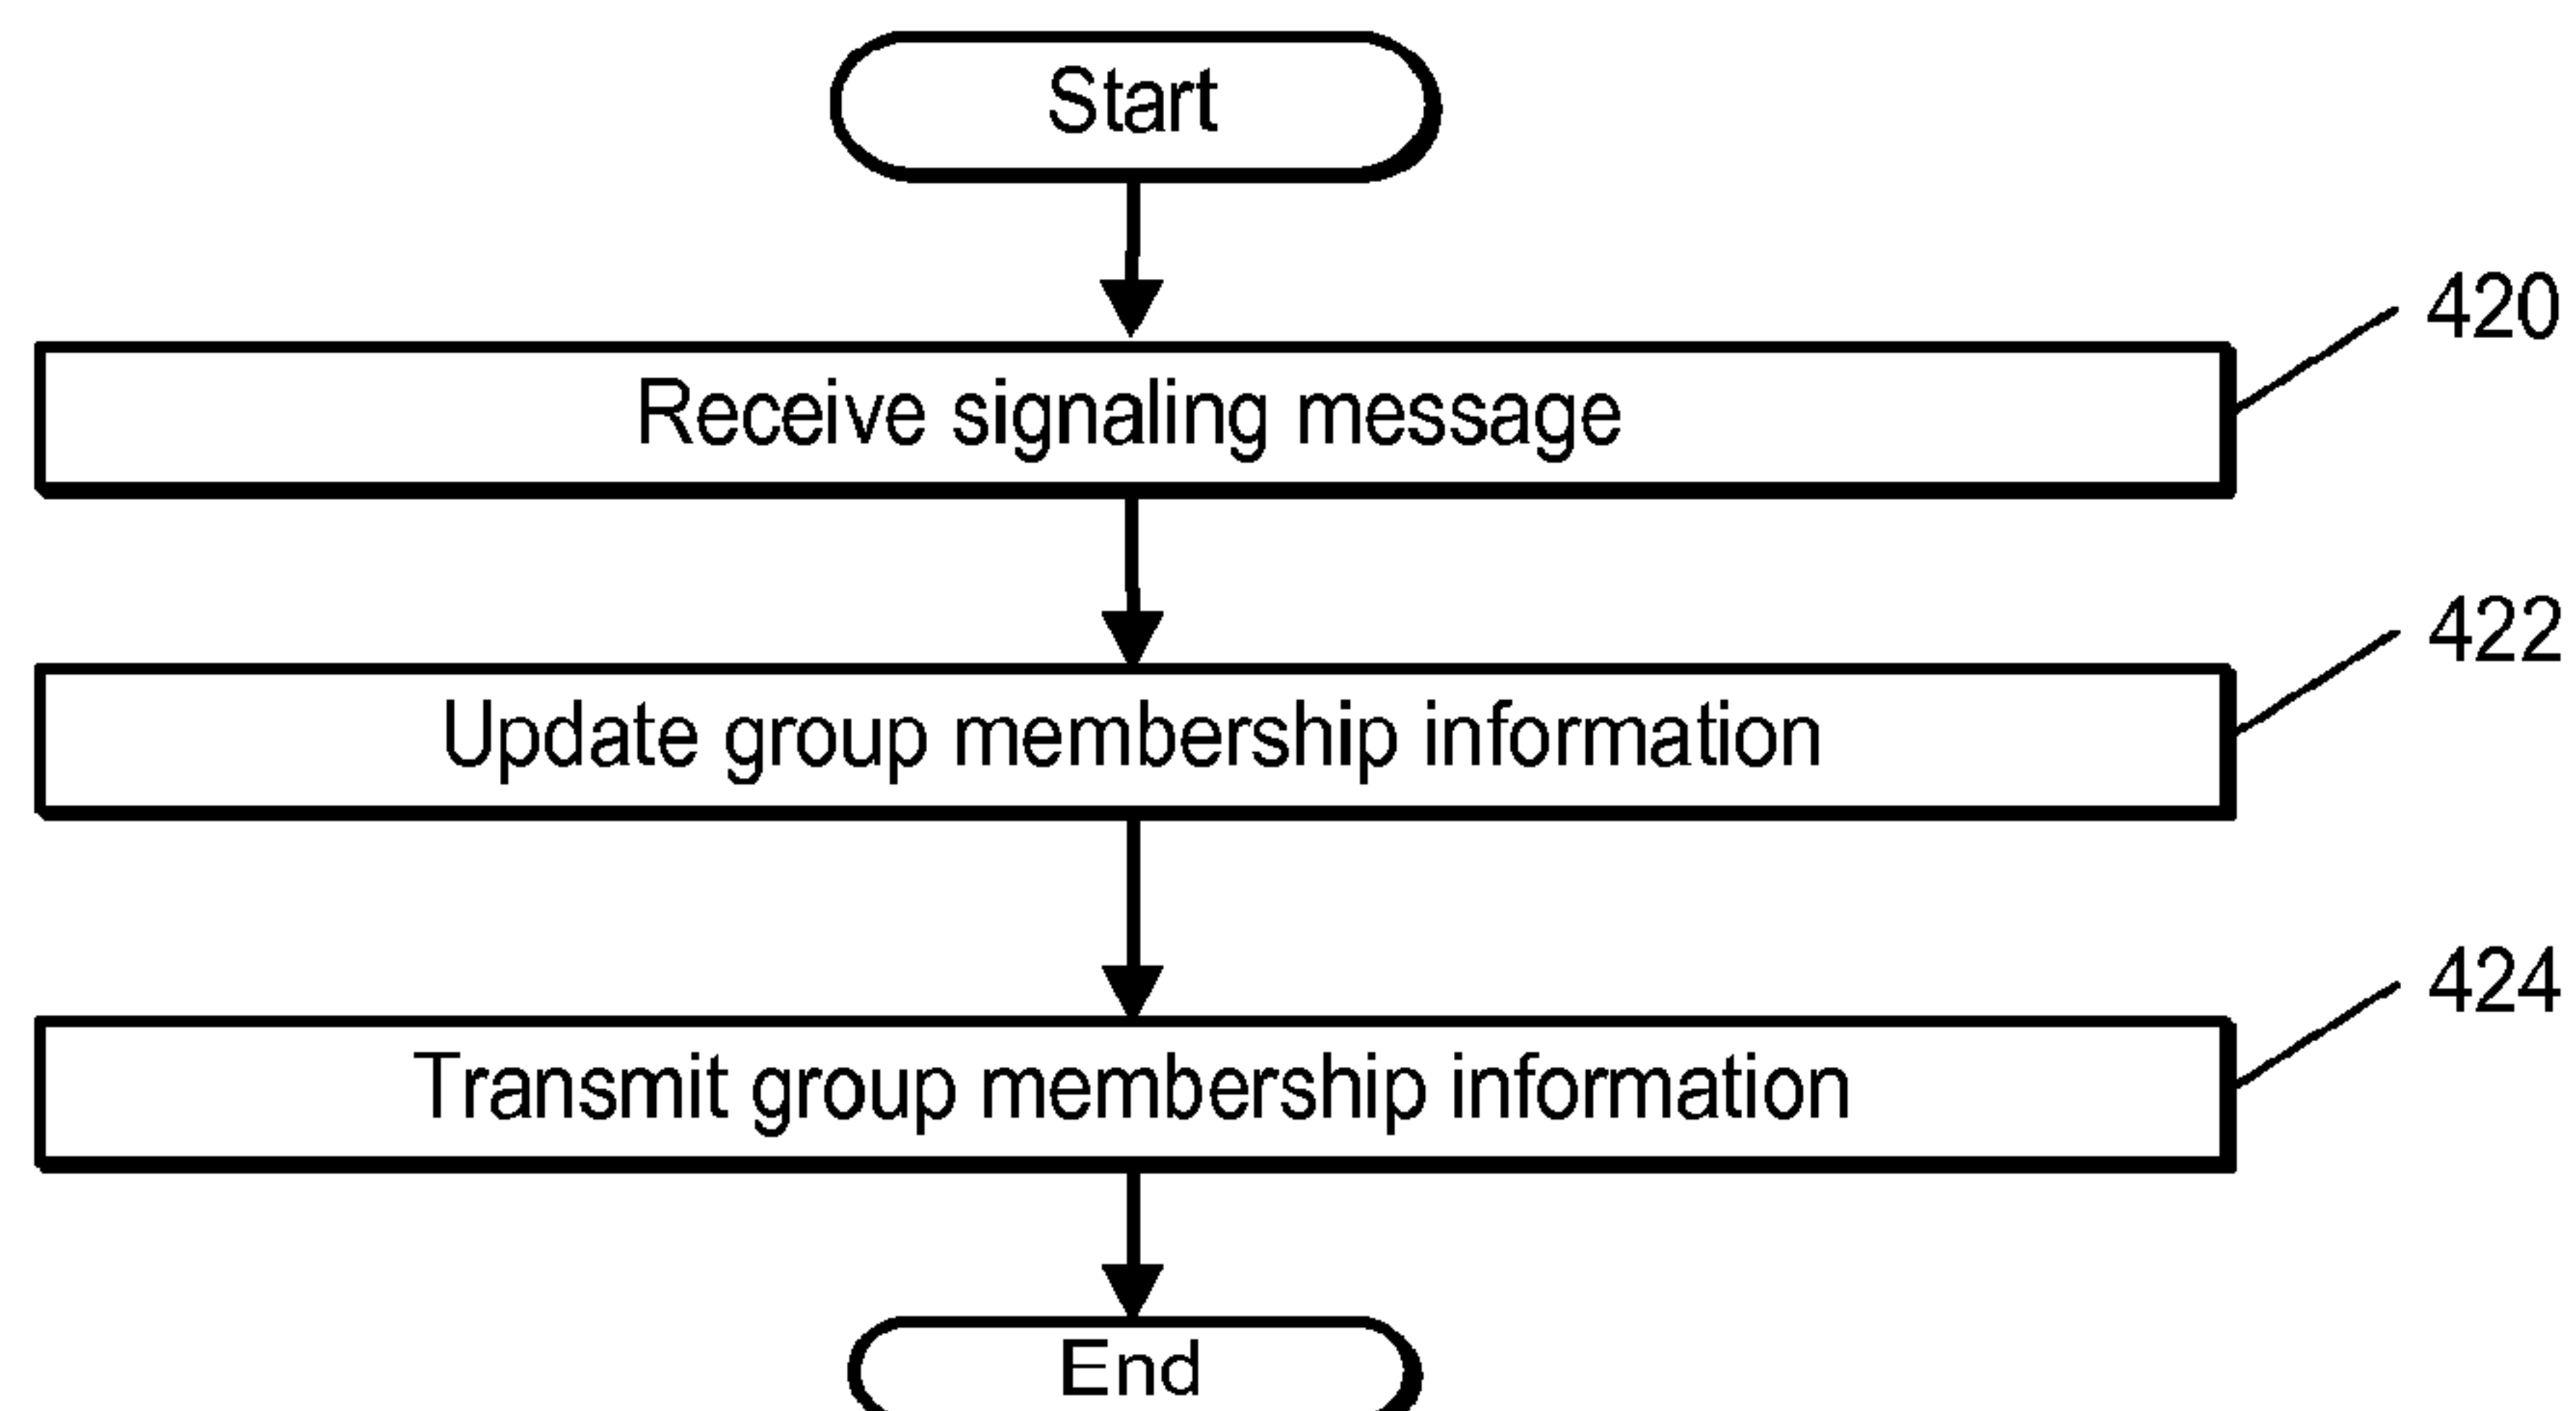 Start
420
Receive signaling message
422
Update group membership information
424
Transmit group membership information
End